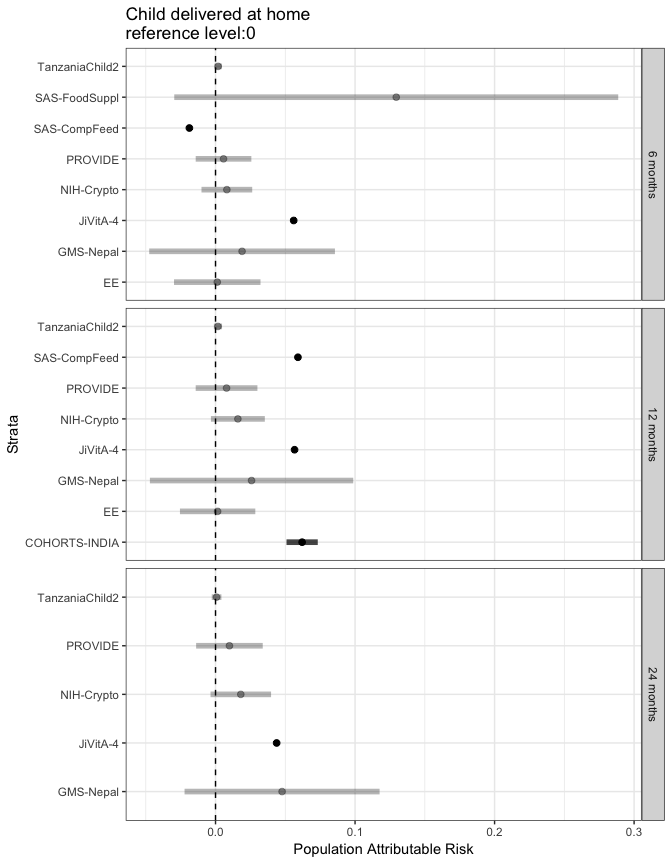 Child delivered at home
reference level:0
TanzaniaChild2
SAS-FoodSuppl
SAS-CompFeed
PROVIDE
NIH-Crypto
JiVitA-4
GMS-Nepal
EE
6 months
TanzaniaChild2
SAS-CompFeed
PROVIDE
NIH-Crypto
JiVitA-4
GMS-Nepal
EE
COHORTS-INDIA
12 months
Strata
TanzaniaChild2
PROVIDE
NIH-Crypto
JiVitA-4
GMS-Nepal
24 months
0.0 0.1 0.2 0.3
Population Attributable Risk